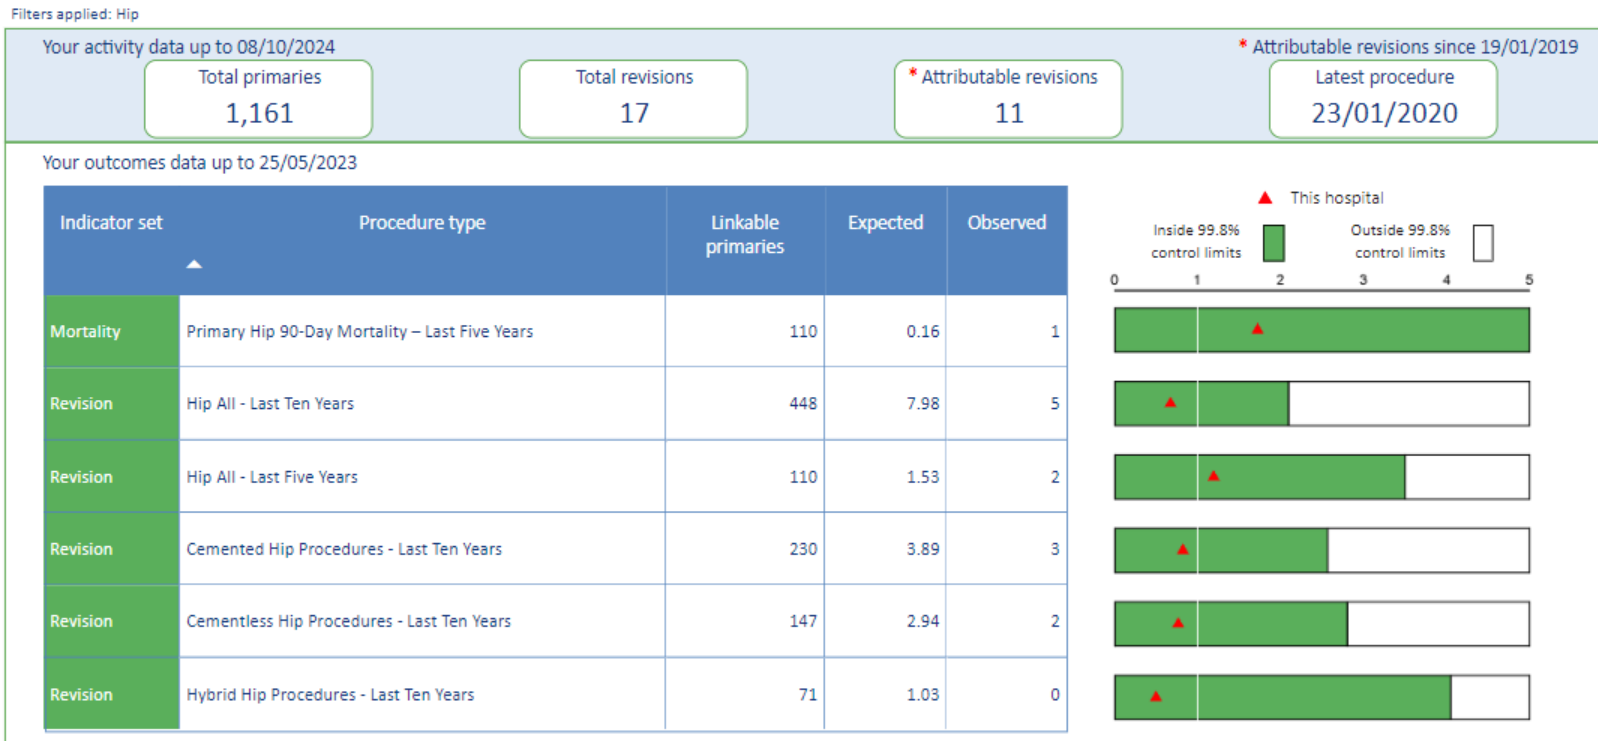 Filters applied: Hip
Your activity data up to 08/10/2024
* Attributable revisions since 19/01/2019
Total primaries
1,161
Total revisions
17
* Attributable revisions
11
Latest procedure
23/01/2020
Your outcomes data up to 25/05/2023
Indicator set Procedure type Linkable primaries Expected Observed
Mortality Primary Hip 90-Day Mortality – Last Five Years 110 0.16 1
Revision Hip All - Last Ten Years 448 7.98 5
Revision Hip All - Last Five Years 110 1.53 2
Revision Cemented Hip Procedures - Last Ten Years 230 3.89 3
Revision Cementless Hip Procedures - Last Ten Years 147 2.94 2
Revision Hybrid Hip Procedures - Last Ten Years 71 1.03 0
This hospital
Inside 99.8%
control limits
Outside 99.8%
control limits
0 1 2 3 4 5